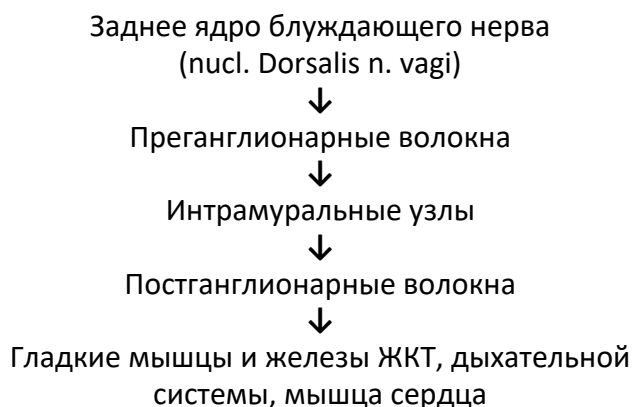 Заднее ядро блуждающего нерва
(nucl. Dorsalis n. vagi)
↓
Преганглионарные волокна
↓
Интрамуральные узлы
↓
Постганглионарные волокна
↓
Гладкие мышцы и железы ЖКТ, дыхательной
системы, мышца сердца